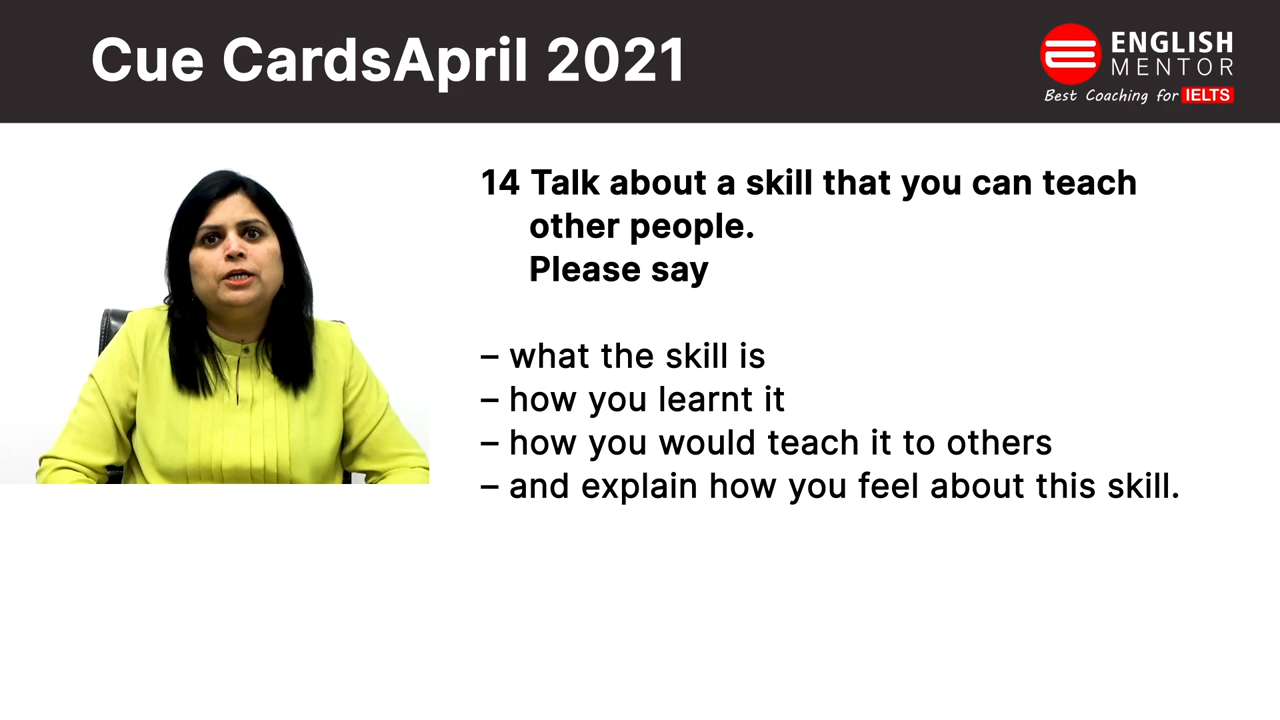 Cue CardsApril 2021
ENGLISH
MENTOR
Best Coaching for IELTS
14 Talk about a skill that you can teach
other people.
Please say
– what the skill is
– how you learnt it
– how you would teach it to others
– and explain how you feel about this skill.